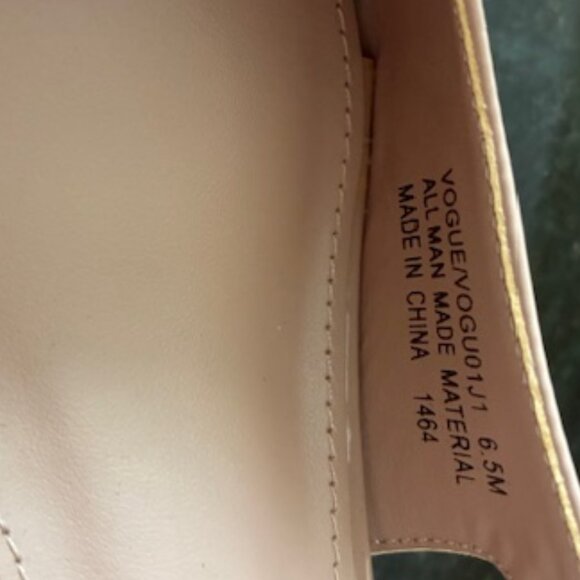 VOGUE/VOGU01J1 6.5M
ALL MAN MADE MATERIAL
MADE IN CHINA 1464